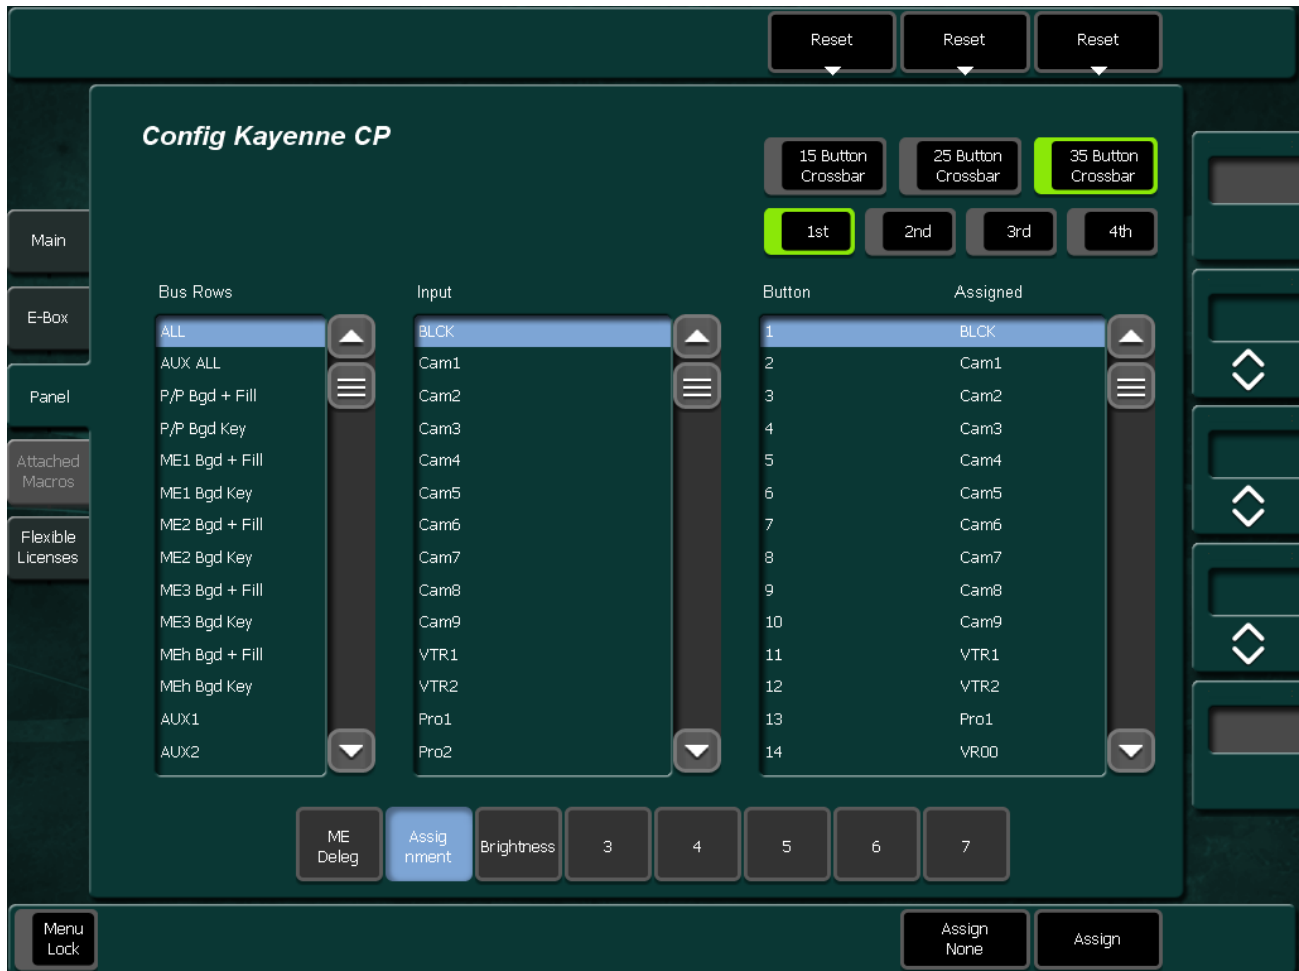 Reset Reset Reset
Config Kayenne CP
15 Button Crossbar
25 Button Crossbar
35 Button Crossbar
1st 2nd 3rd 4th
Main
E-Box
Panel
Attached
Macros
Flexible
Licenses
Bus Rows Input Button Assigned
ALL BLCK 1 BLCK
AUX ALL Cam1 2 Cam1
P/P Bgd + Fill Cam2 3 Cam2
P/P Bgd Key Cam3 4 Cam3
ME1 Bgd + Fill Cam4 5 Cam4
ME1 Bgd Key Cam5 6 Cam5
ME2 Bgd + Fill Cam6 7 Cam6
ME2 Bgd Key Cam7 8 Cam7
ME3 Bgd + Fill Cam8 9 Cam8
ME3 Bgd Key Cam9 10 Cam9
MEh Bgd + Fill VTR1 11 VTR1
MEh Bgd Key VTR2 12 VTR2
AUX1 Pro1 13 Pro1
AUX2 Pro2 14 VR00
ME
Deleg
Assig
nment
Brightness 3 4 5 6 7
Menu
Lock
Assign
None
Assign